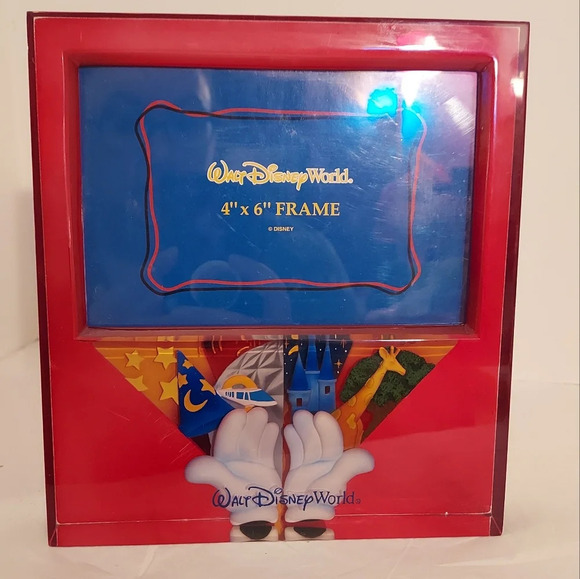 Walt Disney World.
4" x 6" FRAME
© DISNEY
Walt Disney World.